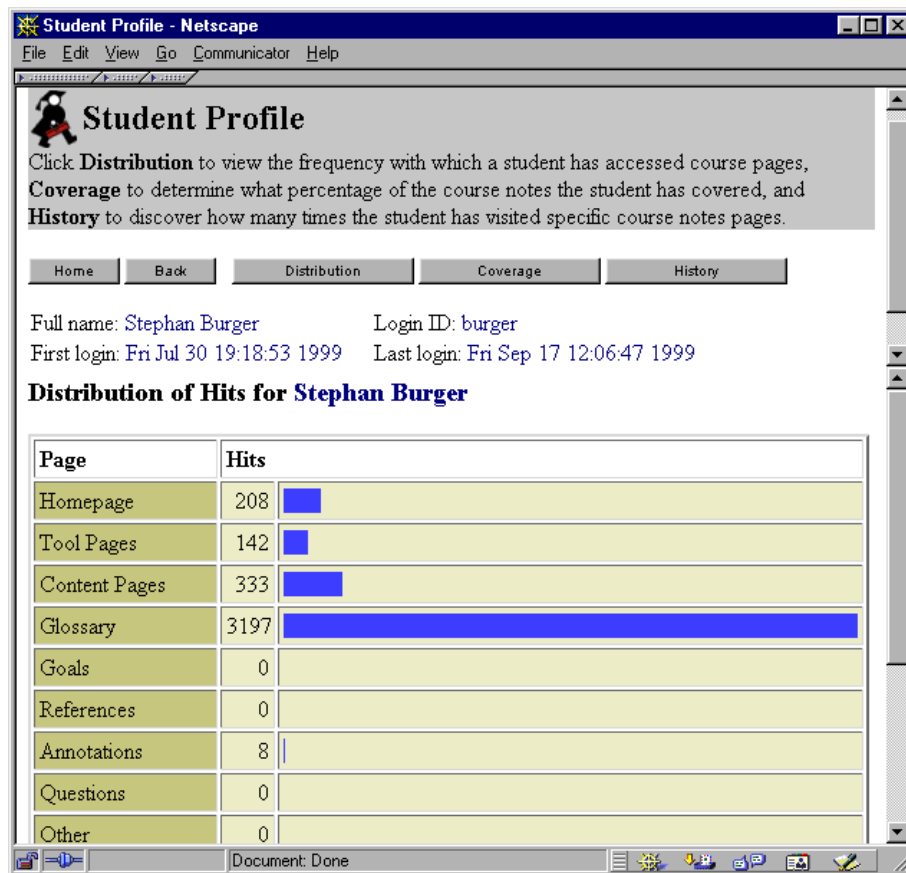 Student Profile - Netscape
File Edit View Go Communicator Help
Student Profile
Click Distribution to view the frequency with which a student has accessed course pages,
Coverage to determine what percentage of the course notes the student has covered, and
History to discover how many times the student has visited specific course notes pages.
Home Back Distribution Coverage History
Full name: Stephan Burger Login ID: burger
First login: Fri Jul 30 19:18:53 1999 Last login: Fri Sep 17 12:06:47 1999
Distribution of Hits for Stephan Burger
Page Hits
Homepage 208
Tool Pages 142
Content Pages 333
Glossary 3197
Goals 0
References 0
Annotations 8
Questions 0
Other 0
Document: Done